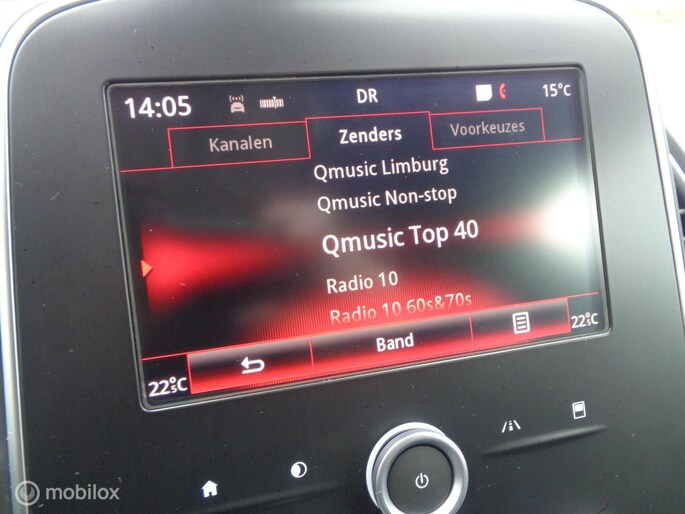 14:05 DR 15°C
Kanalen Zenders Voorkeuzes
Qmusic Limburg
Qmusic Non-stop
Qmusic Top 40
Radio 10
Radio 10 60s&70s
22°C Band 22°C
mobilox